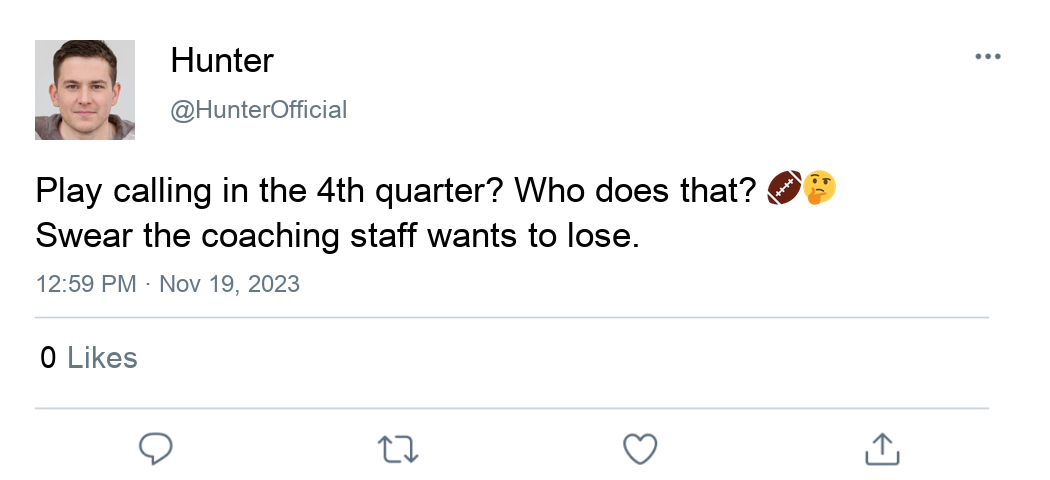 Hunter
@HunterOfficial
Play calling in the 4th quarter? Who does that? 🏈🤔
Swear the coaching staff wants to lose.
12:59 PM · Nov 19, 2023
0 Likes